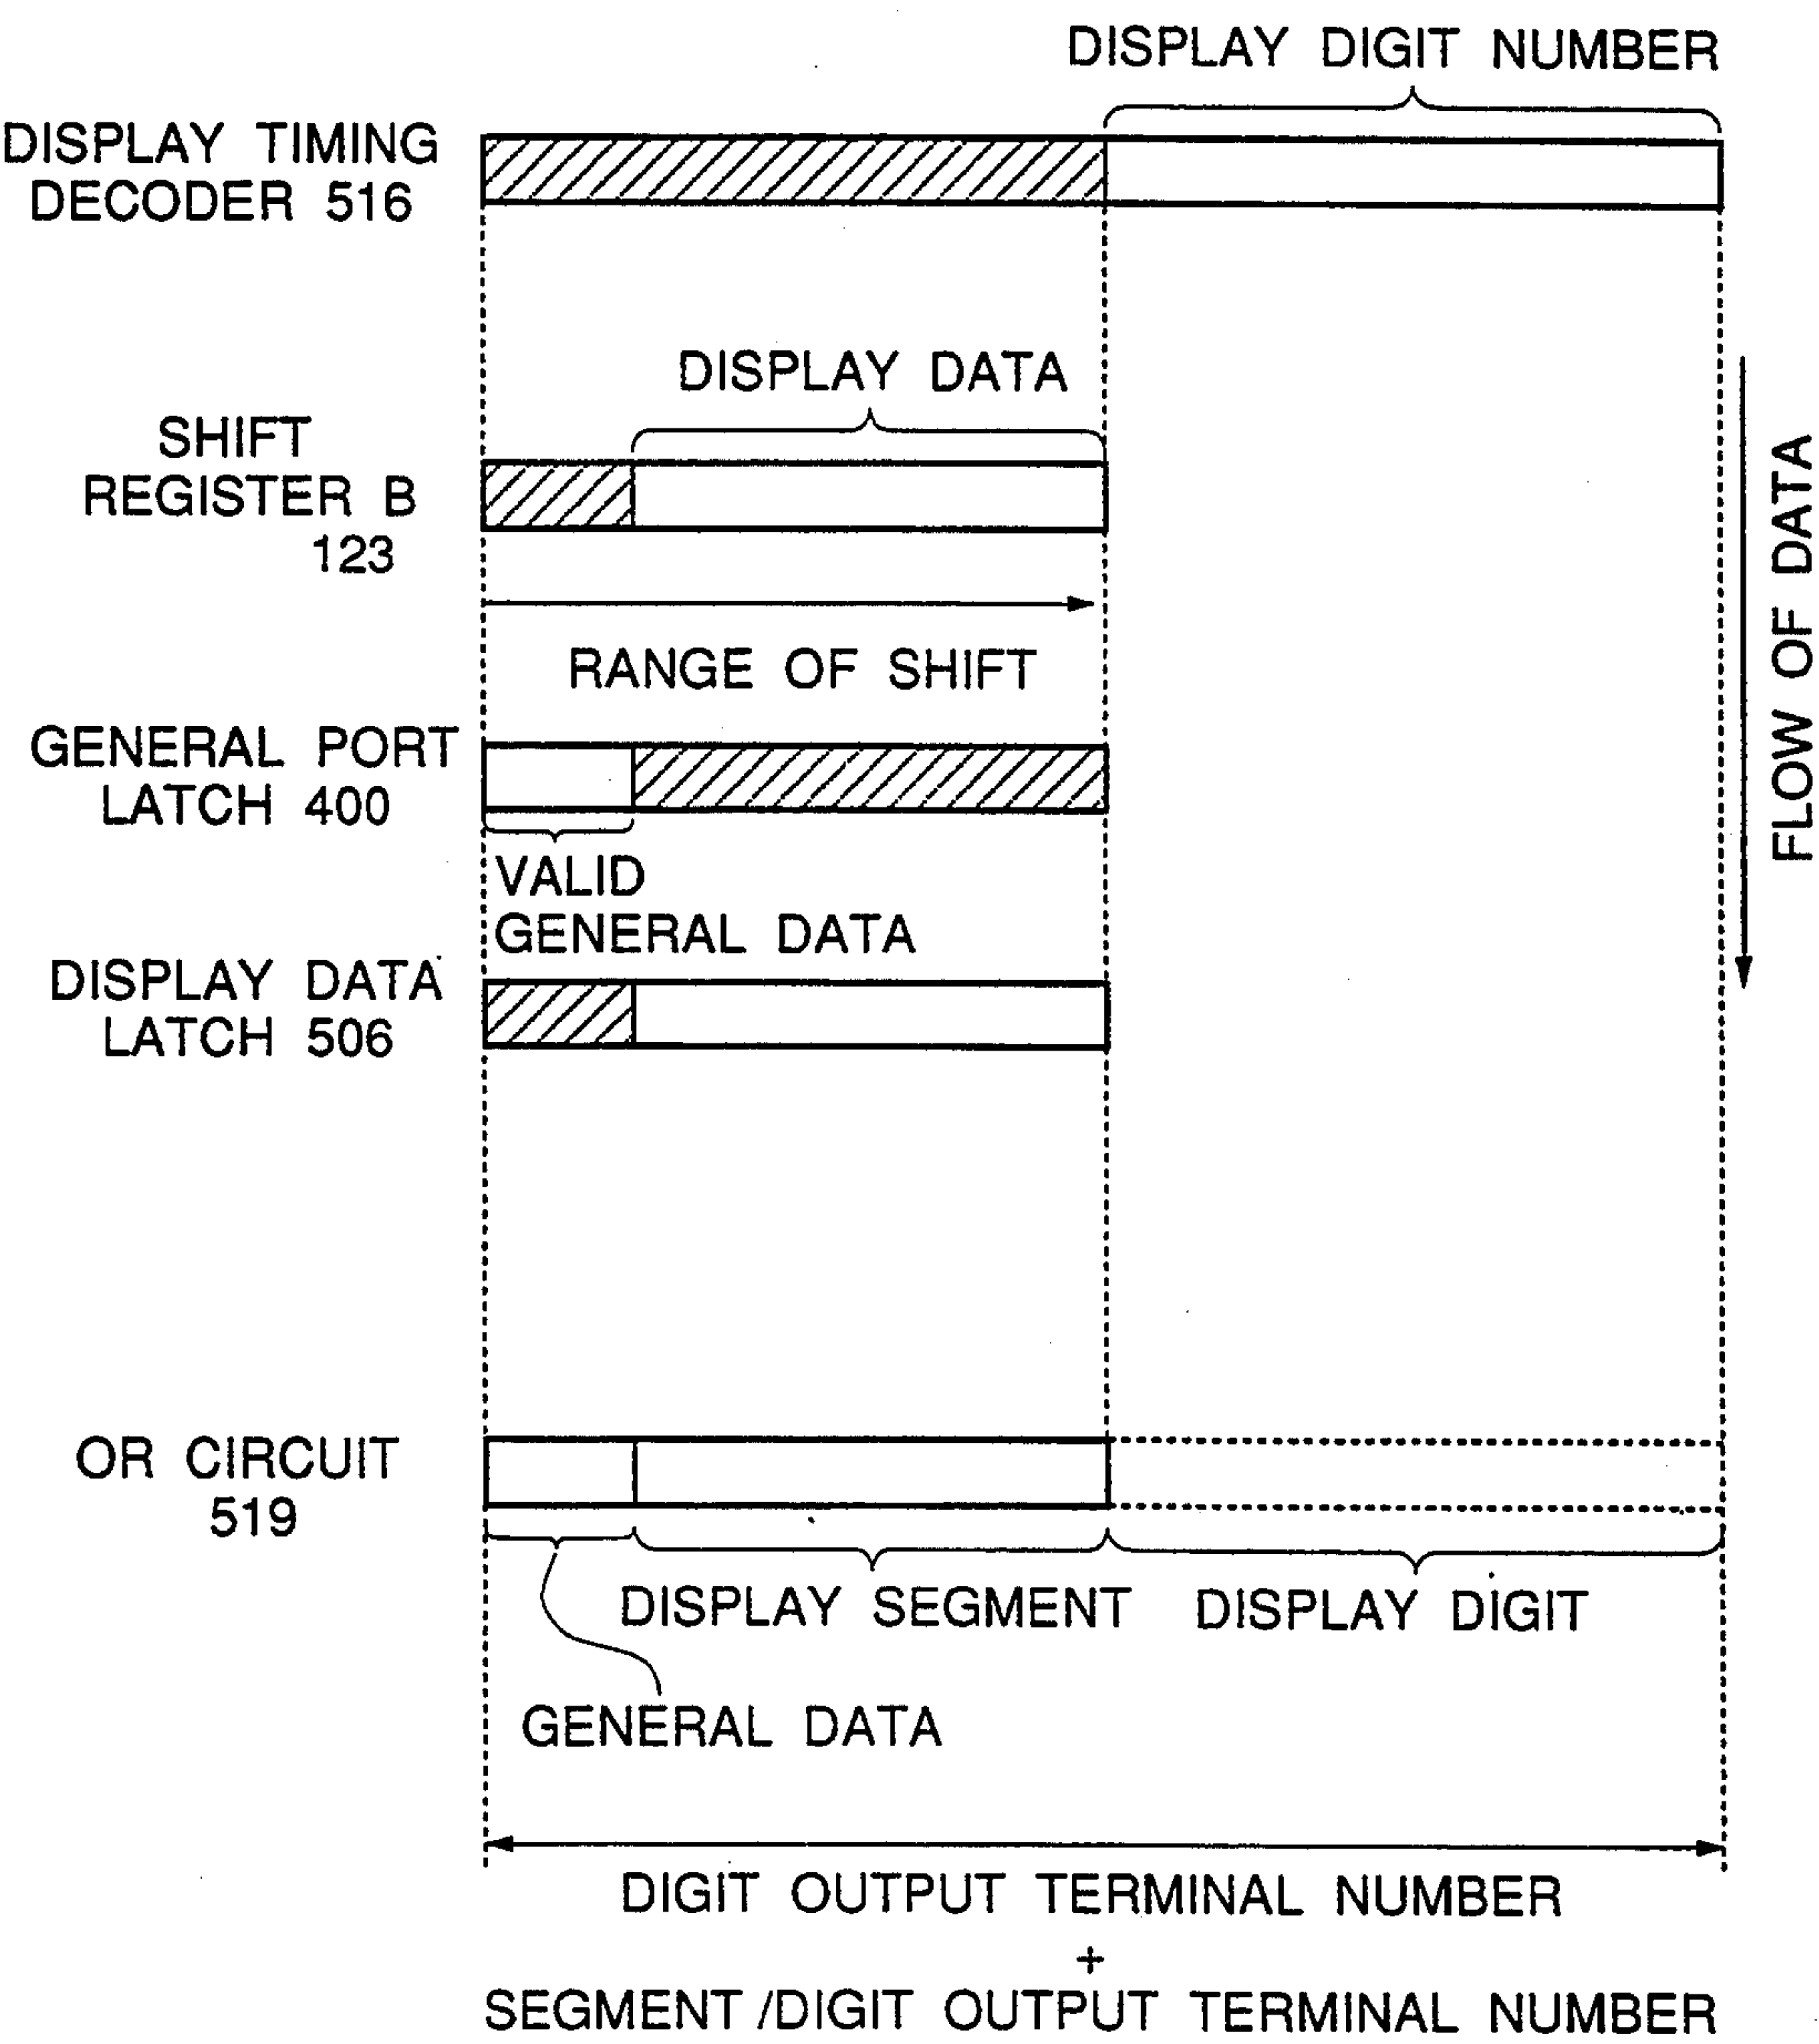 DISPLAY DIGIT NUMBER
DISPLAY TIMING
DECODER 516
DISPLAY DATA
SHIFT
REGISTER B
123
RANGE OF SHIFT
FLOW OF DATA
GENERAL PORT
LATCH 400
VALID
GENERAL DATA
DISPLAY DATA
LATCH 506
OR CIRCUIT
519
DISPLAY SEGMENT
DISPLAY DIGIT
GENERAL DATA
DIGIT OUTPUT TERMINAL NUMBER
+
SEGMENT/DIGIT OUTPUT TERMINAL NUMBER